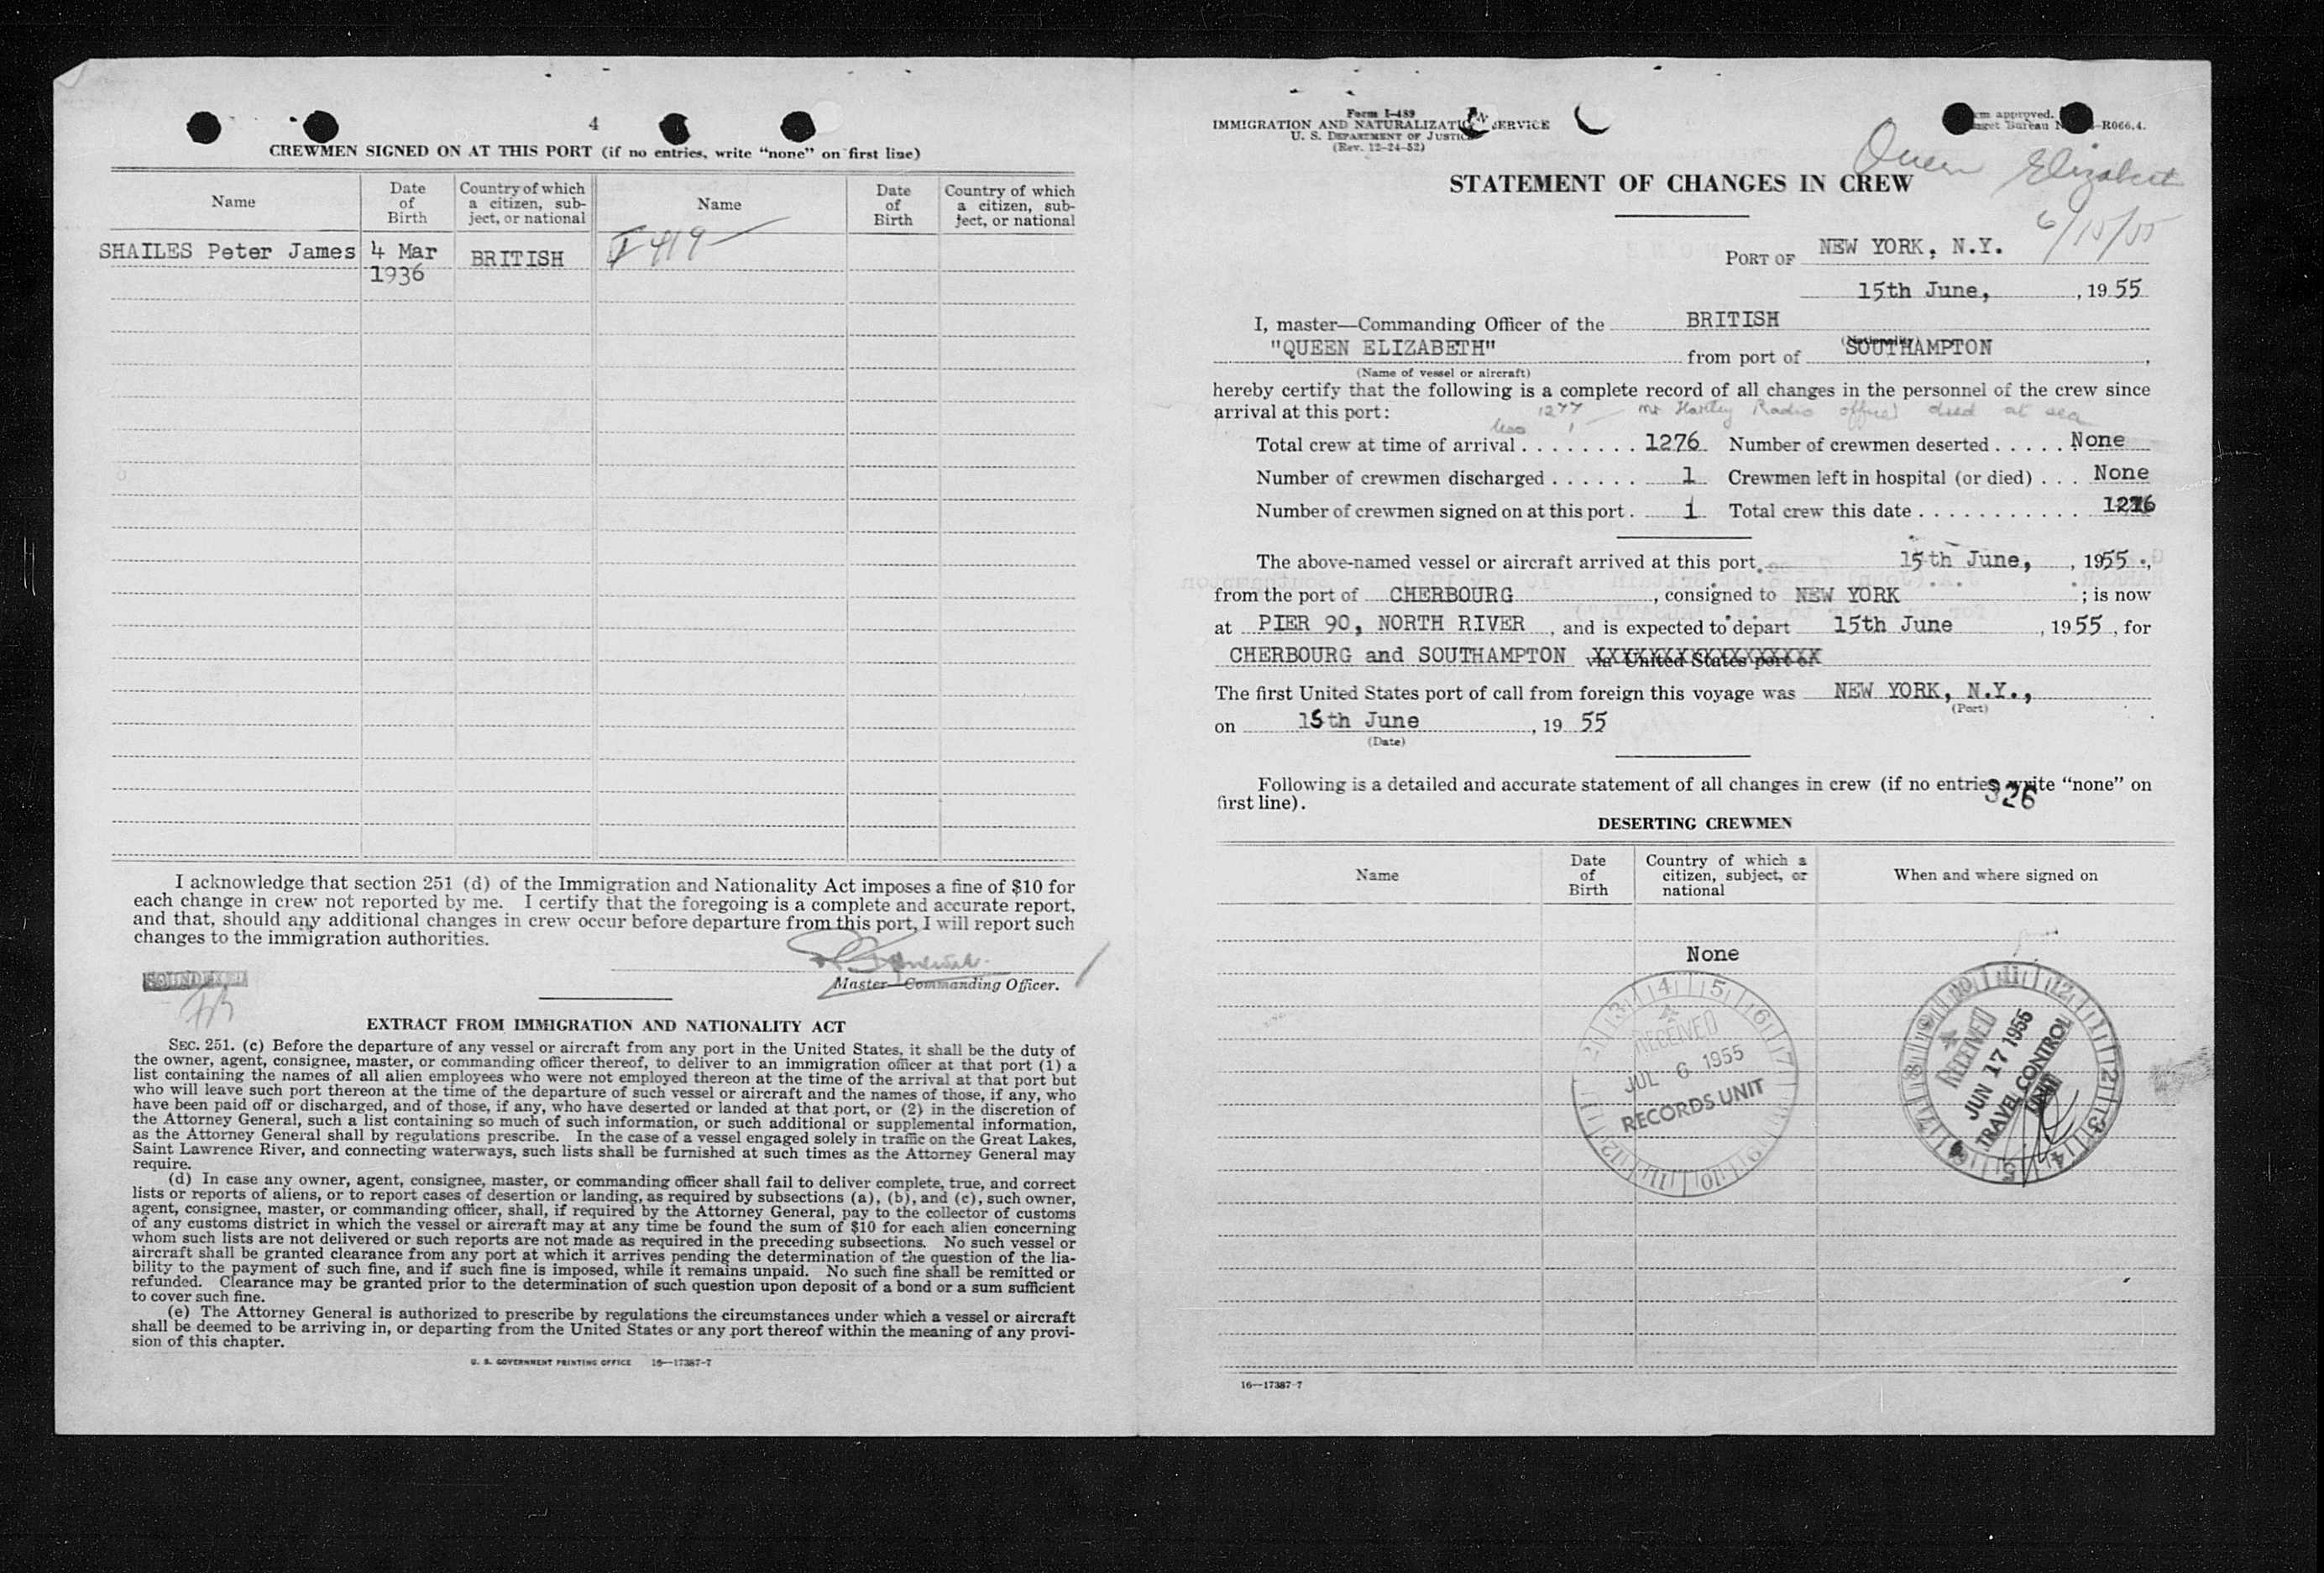 4
CREWMEN SIGNED ON AT THIS PORT (if no entries, write "none" on first line)
Name
Date of Birth
Country of which a citizen, subject, or national
Name
Date of Birth
Country of which a citizen, subject, or national
SHAILES Peter James 4 Mar 1936 BRITISH
I 419
I acknowledge that section 251 (d) of the Immigration and Nationality Act imposes a fine of $10 for
each change in crew not reported by me. I certify that the foregoing is a complete and accurate report,
and that, should any additional changes in crew occur before departure from this port, I will report such
changes to the immigration authorities.
Master—Commanding Officer.
SOUNDEXED
EXTRACT FROM IMMIGRATION AND NATIONALITY ACT
SEC. 251. (c) Before the departure of any vessel or aircraft from any port in the United States, it shall be the duty of
the owner, agent, consignee, master, or commanding officer thereof, to deliver to an immigration officer at that port (1) a
list containing the names of all alien employees who were not employed thereon at the time of the arrival at that port but
who will leave such port thereon at the time of the departure of such vessel or aircraft and the names of those, if any, who
have been paid off or discharged, and of those, if any, who have deserted or landed at that port, or (2) in the discretion of
the Attorney General, such a list containing so much of such information, or such additional or supplemental information,
as the Attorney General shall by regulations prescribe. In the case of a vessel engaged solely in traffic on the Great Lakes,
Saint Lawrence River, and connecting waterways, such lists shall be furnished at such times as the Attorney General may
require.
(d) In case any owner, agent, consignee, master, or commanding officer shall fail to deliver complete, true, and correct
lists or reports of aliens, or to report cases of desertion or landing, as required by subsections (a), (b), and (c), such owner,
agent, consignee, master, or commanding officer, shall, if required by the Attorney General, pay to the collector of customs
of any customs district in which the vessel or aircraft may at any time be found the sum of $10 for each alien concerning
whom such lists are not delivered or such reports are not made as required in the preceding subsections. No such vessel or
aircraft shall be granted clearance from any port at which it arrives pending the determination of the question of the lia-
bility to the payment of such fine, and if such fine is imposed, while it remains unpaid. No such fine shall be remitted or
refunded. Clearance may be granted prior to the determination of such question upon deposit of a bond or a sum sufficient
to cover such fine.
(e) The Attorney General is authorized to prescribe by regulations the circumstances under which a vessel or aircraft
shall be deemed to be arriving in, or departing from the United States or any port thereof within the meaning of any provi-
sion of this chapter.
U. S. GOVERNMENT PRINTING OFFICE 16—17387-7
Form I-489
IMMIGRATION AND NATURALIZATION SERVICE
U. S. DEPARTMENT OF JUSTICE
(Rev. 12-24-52)
approved.
Bureau -R066.4.
Queen Elizabeth
6/15/55
STATEMENT OF CHANGES IN CREW
PORT OF NEW YORK, N.Y.
15th June, , 19 55
I, master—Commanding Officer of the BRITISH
(Nationality)
"QUEEN ELIZABETH" from port of SOUTHAMPTON ,
(Name of vessel or aircraft)
hereby certify that the following is a complete record of all changes in the personnel of the crew since
arrival at this port:
1277 — Mr Hartley Radio officer died at sea
less 1
Total crew at time of arrival . . . . . . . . 1276 Number of crewmen deserted . . . . . None
Number of crewmen discharged . . . . . . 1 Crewmen left in hospital (or died) . . . None
Number of crewmen signed on at this port . 1 Total crew this date . . . . . . . . . . . . 1276
The above-named vessel or aircraft arrived at this port 15th June, , 1955 .,
from the port of CHERBOURG , consigned to NEW YORK ; is now
at PIER 90, NORTH RIVER , and is expected to depart 15th June , 1955 , for
CHERBOURG and SOUTHAMPTON via United States port of
The first United States port of call from foreign this voyage was NEW YORK, N.Y.,
(Port)
on 15th June , 19 55
(Date)
Following is a detailed and accurate statement of all changes in crew (if no entries, write "none" on
first line).
326
DESERTING CREWMEN
Name
Date of Birth
Country of which a citizen, subject, or national
When and where signed on
None
RECEIVED
JUL 6 1955
RECORDS UNIT
RECEIVED
JUN 17 1955
TRAVEL CONTROL
UNIT
16—17387-7